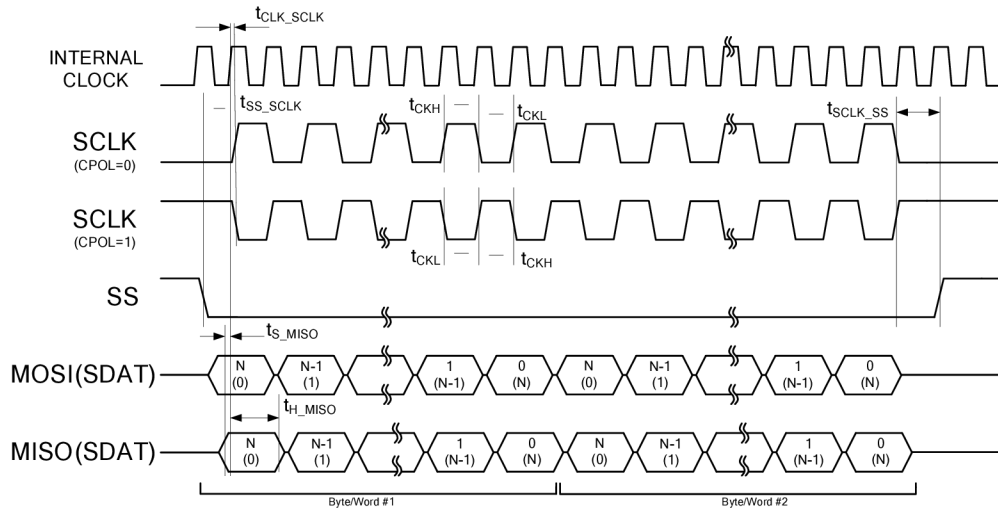 tCLK_SCLK
INTERNAL
CLOCK
tSS_SCLK
tCKH
tCKL
tSCLK_SS
SCLK
(CPOL=0)
SCLK
(CPOL=1)
tCKL
tCKH
SS
tS_MISO
MOSI(SDAT)
N N-1 1 0 N N-1 1 0
(0) (1) (N-1) (N) (0) (1) (N-1) (N)
tH_MISO
MISO(SDAT)
N N-1 1 0 N N-1 1 0
(0) (1) (N-1) (N) (0) (1) (N-1) (N)
Byte/Word #1 Byte/Word #2